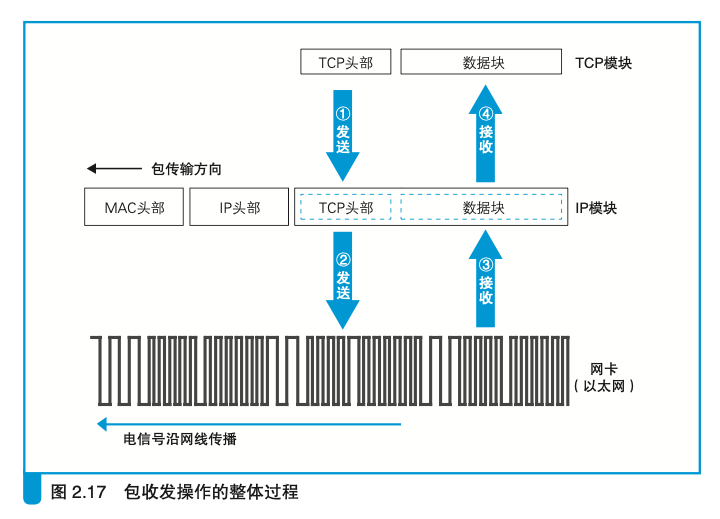 TCP头部 数据块 TCP模块
①发送 ④接收
包传输方向
MAC头部 IP头部 TCP头部 数据块 IP模块
②发送 ③接收
网卡
（以太网）
电信号沿网线传播
图 2.17 包收发操作的整体过程